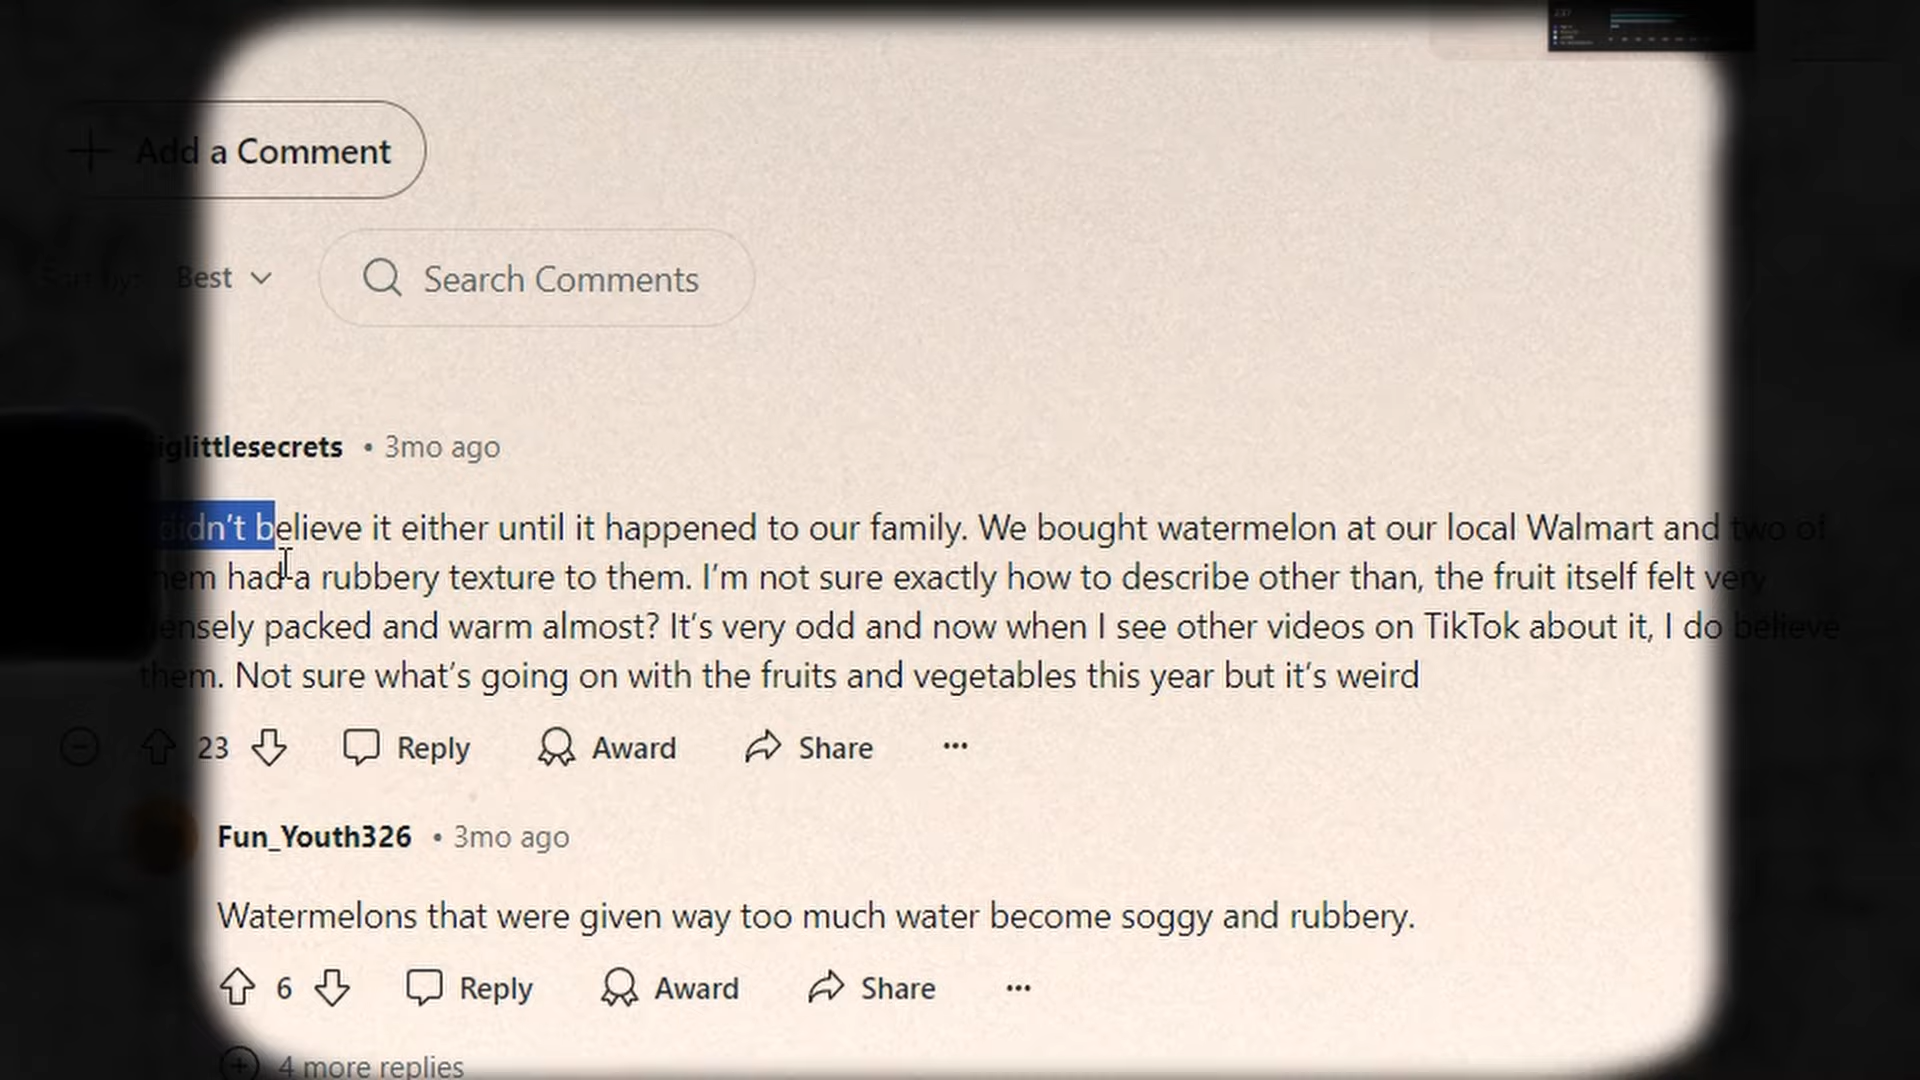 Add a Comment
Sort by: Best
Search Comments
iglittlesecrets • 3mo ago
didn't believe it either until it happened to our family. We bought watermelon at our local Walmart and two of
them had a rubbery texture to them. I'm not sure exactly how to describe other than, the fruit itself felt very
densely packed and warm almost? It's very odd and now when I see other videos on TikTok about it, I do believe
them. Not sure what's going on with the fruits and vegetables this year but it's weird
23 Reply Award Share ...
Fun_Youth326 • 3mo ago
Watermelons that were given way too much water become soggy and rubbery.
6 Reply Award Share ...
4 more replies